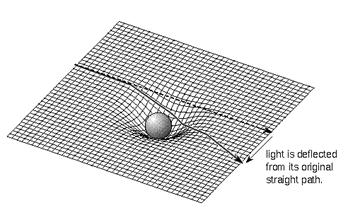 light is deflected
from its original
straight path.